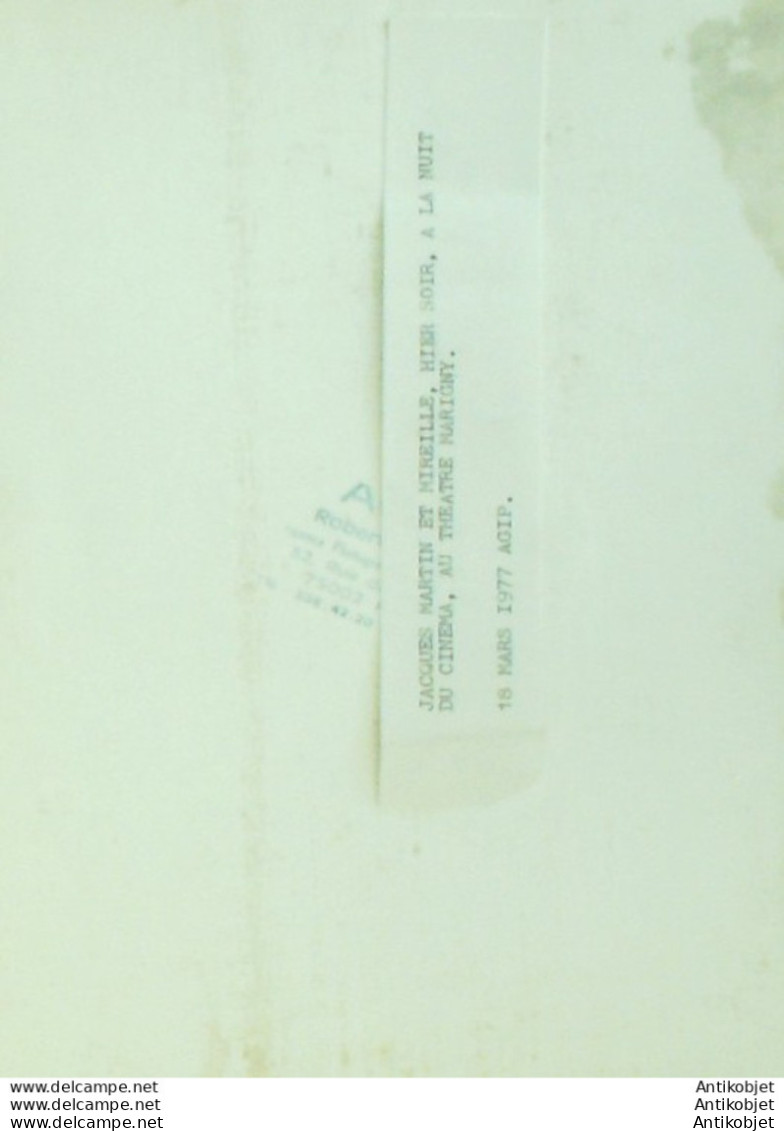 JACQUES MARTIN ET MIREILLE, HIER SOIR, A LA NUIT
DU CINEMA, AU THEATRE MARIGNY.
18 MARS 1977 AGIP.
A
Rober
www.delcampe.net
www.delcampe.net
www.delcampe.net
Antikobjet
Antikobjet
Antikobjet